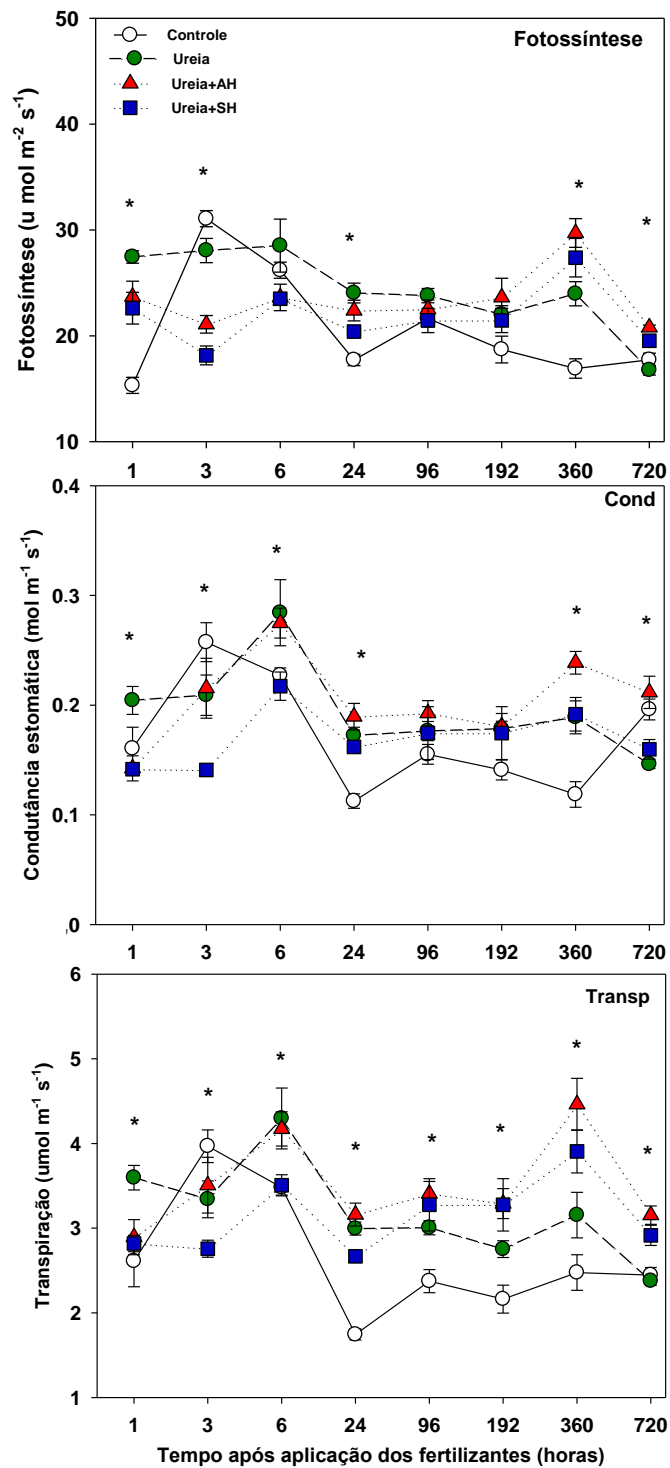 50
Controle
Fotossíntese
Ureia
Ureia+AH
Ureia+SH
40
*
*
*
*
*
30
20
10
Fotossíntese (u mol m-2 s-1)
1 3 6 24 96 192 360 720
0.4
Cond
*
*
*
*
*
*
0.3
0.2
0.1
,0
Condutância estomática (mol m-1 s-1)
1 3 6 24 96 192 360 720
6
Transp
5
*
*
*
*
*
*
*
*
4
3
2
1
Transpiração (umol m-1 s-1)
1 3 6 24 96 192 360 720
Tempo após aplicação dos fertilizantes (horas)